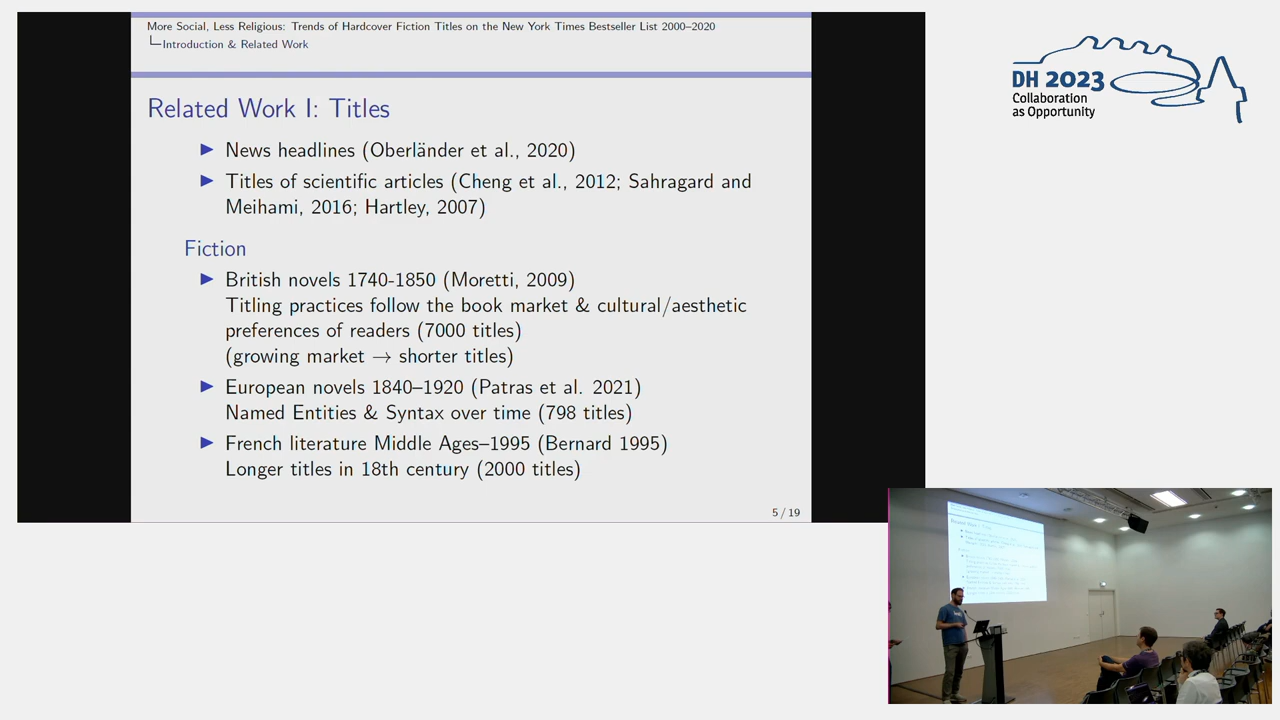 More Social, Less Religious: Trends of Hardcover Fiction Titles on the New York Times Bestseller List 2000–2020
Introduction & Related Work
Related Work I: Titles
▶ News headlines (Oberländer et al., 2020)
▶ Titles of scientific articles (Cheng et al., 2012; Sahragard and
Meihami, 2016; Hartley, 2007)
Fiction
▶ British novels 1740-1850 (Moretti, 2009)
Titling practices follow the book market & cultural/aesthetic
preferences of readers (7000 titles)
(growing market → shorter titles)
▶ European novels 1840–1920 (Patras et al. 2021)
Named Entities & Syntax over time (798 titles)
▶ French literature Middle Ages–1995 (Bernard 1995)
Longer titles in 18th century (2000 titles)
5 / 19
DH 2023
Collaboration
as Opportunity